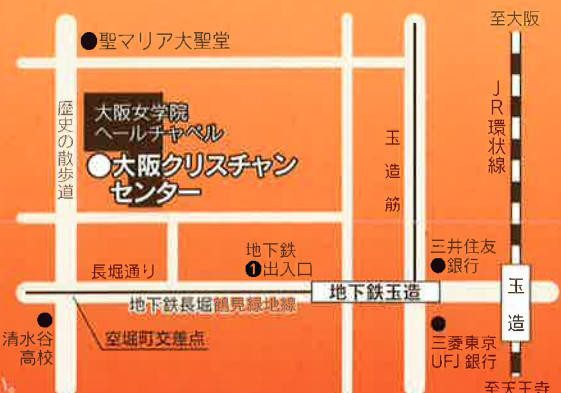 至大阪
●聖マリア大聖堂
JR環状線
歴史の散歩道
大阪女学院
ヘールチャペル
大阪クリスチャン
センター
玉造筋
三井住友
●銀行
地下鉄
❶出入口
長堀通り
地下鉄玉造
玉造
地下鉄長堀鶴見緑地線
清水谷
高校
空堀町交差点
三菱東京
UFJ銀行
至天王寺